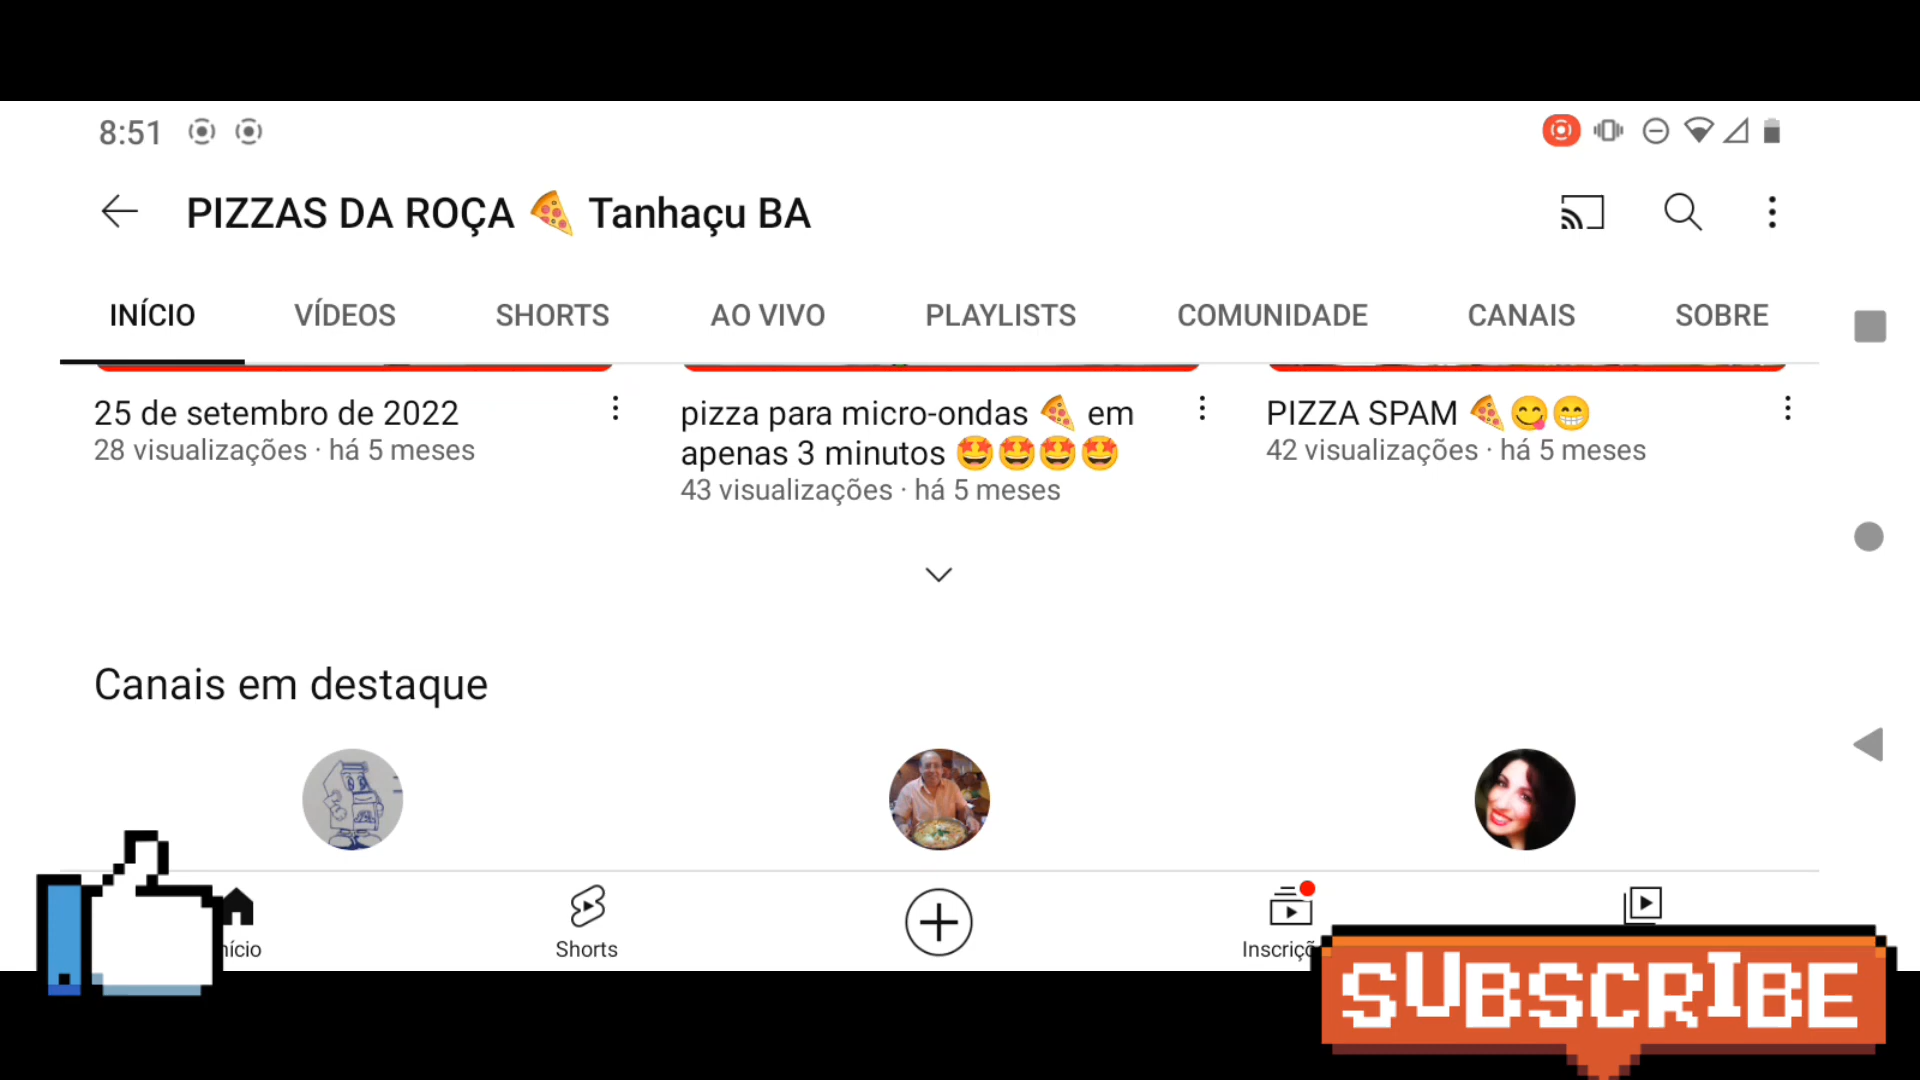 8:51
PIZZAS DA ROÇA 🍕 Tanhaçu BA
INÍCIO VÍDEOS SHORTS AO VIVO PLAYLISTS COMUNIDADE CANAIS SOBRE
25 de setembro de 2022
28 visualizações · há 5 meses
pizza para micro-ondas 🍕 em
apenas 3 minutos 🤩🤩🤩🤩
43 visualizações · há 5 meses
PIZZA SPAM 🍕😋😁
42 visualizações · há 5 meses
Canais em destaque
nício
Shorts
Inscriçõ
SUBSCRIBE